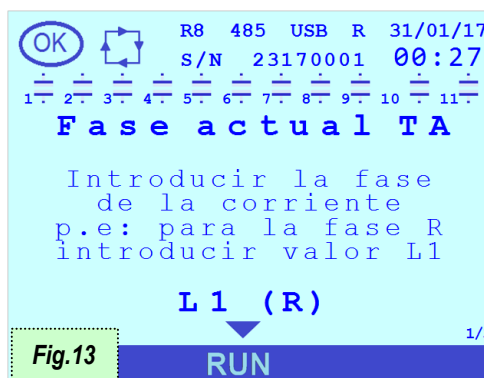 OK R8 485 USB R 31/01/17
S/N 23170001 00:27
1 2 3 4 5 6 7 8 9 10 11
Fase actual TA
Introducir la fase
de la corriente
p.e: para la fase R
introducir valor L1
L1 (R)
1/
Fig.13 RUN